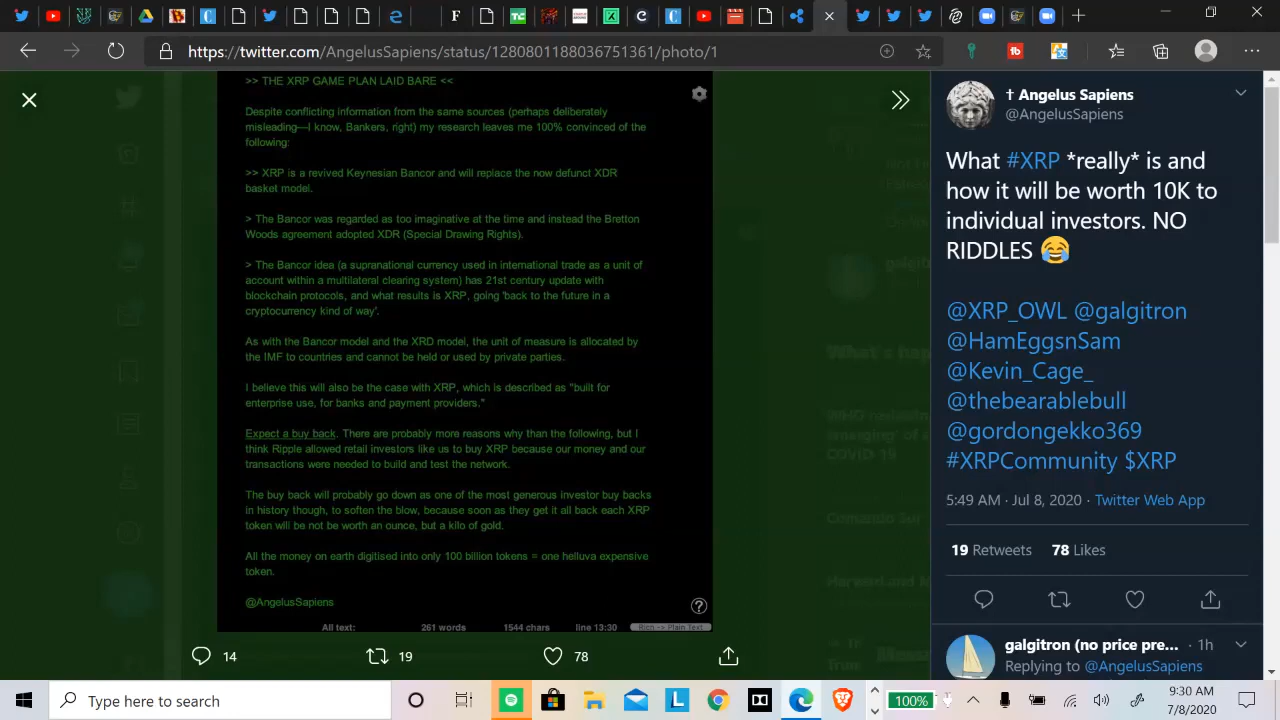 https://twitter.com/AngelusSapiens/status/1280801188036751361/photo/1
>> THE XRP GAME PLAN LAID BARE <<
Despite conflicting information from the same sources (perhaps deliberately
misleading—I know, Bankers, right) my research leaves me 100% convinced of the
following:
>> XRP is a revived Keynesian Bancor and will replace the now defunct XDR
basket model.
> The Bancor was regarded as too imaginative at the time and instead the Bretton
Woods agreement adopted XDR (Special Drawing Rights).
> The Bancor idea (a supranational currency used in international trade as a unit of
account within a multilateral clearing system) has 21st century update with
blockchain protocols, and what results is XRP, going 'back to the future in a
cryptocurrency kind of way'.
As with the Bancor model and the XRD model, the unit of measure is allocated by
the IMF to countries and cannot be held or used by private parties.
I believe this will also be the case with XRP, which is described as "built for
enterprise use, for banks and payment providers."
Expect a buy back. There are probably more reasons why than the following, but I
think Ripple allowed retail investors like us to buy XRP because our money and our
transactions were needed to build and test the network.
The buy back will probably go down as one of the most generous investor buy backs
in history though, to soften the blow, because soon as they get it all back each XRP
token will be not be worth an ounce, but a kilo of gold.
All the money on earth digitised into only 100 billion tokens = one helluva expensive
token.
@AngelusSapiens
?
All text: 261 words 1544 chars line 13:30 Rich -> Plain Text
14 19 78
† Angelus Sapiens
@AngelusSapiens
What #XRP *really* is and
how it will be worth 10K to
individual investors. NO
RIDDLES 😂
@XRP_OWL @galgitron
@HamEggsnSam
@Kevin_Cage_
@thebearablebull
@gordongekko369
#XRPCommunity $XRP
5:49 AM · Jul 8, 2020 · Twitter Web App
19 Retweets 78 Likes
galgitron (no price pre... · 1h
Replying to @AngelusSapiens
Type here to search
100%
9:30 AM
7/8/2020